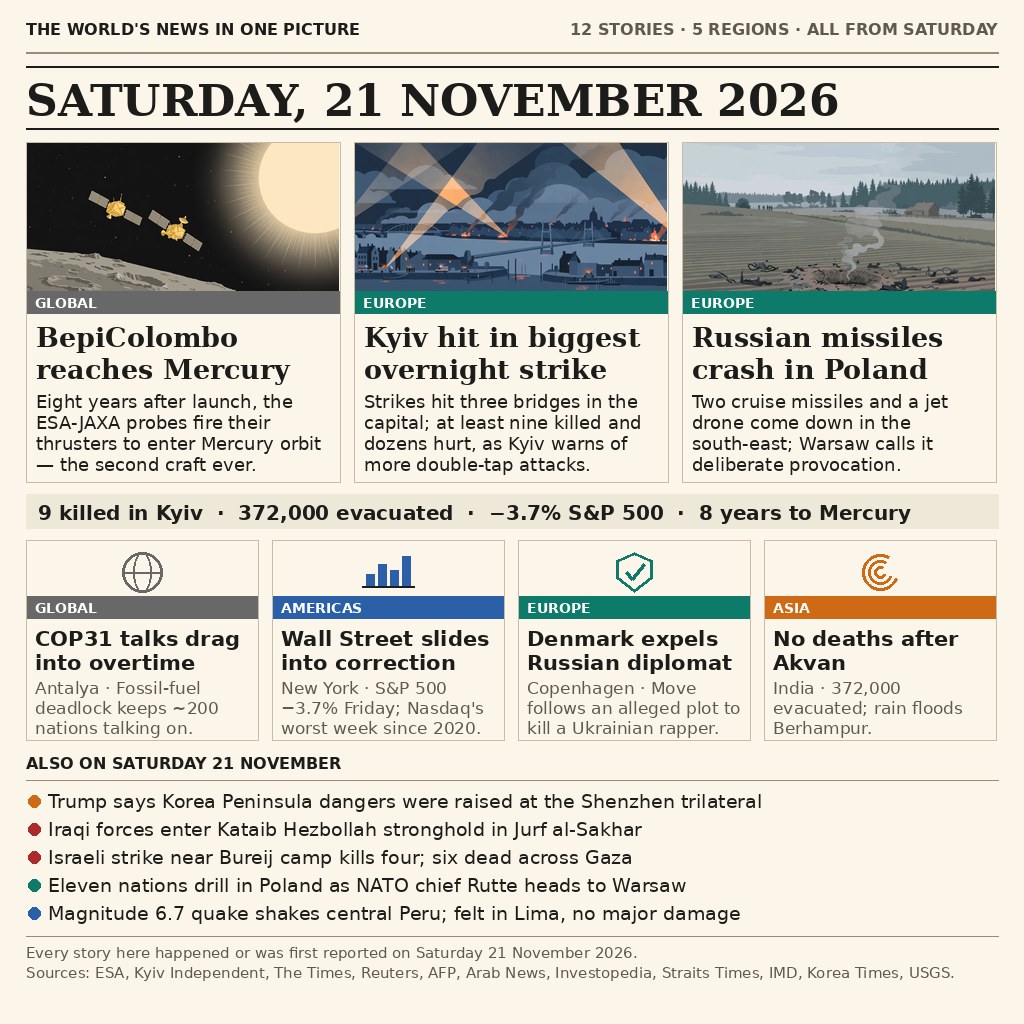 THE WORLD'S NEWS IN ONE PICTURE
12 STORIES · 5 REGIONS · ALL FROM SATURDAY
SATURDAY, 21 NOVEMBER 2026
GLOBAL
BepiColombo
reaches Mercury
Eight years after launch, the
ESA-JAXA probes fire their
thrusters to enter Mercury orbit
— the second craft ever.
EUROPE
Kyiv hit in biggest
overnight strike
Strikes hit three bridges in the
capital; at least nine killed and
dozens hurt, as Kyiv warns of
more double-tap attacks.
EUROPE
Russian missiles
crash in Poland
Two cruise missiles and a jet
drone come down in the
south-east; Warsaw calls it
deliberate provocation.
9 killed in Kyiv · 372,000 evacuated · −3.7% S&P 500 · 8 years to Mercury
GLOBAL
COP31 talks drag
into overtime
Antalya · Fossil-fuel
deadlock keeps ~200
nations talking on.
AMERICAS
Wall Street slides
into correction
New York · S&P 500
−3.7% Friday; Nasdaq's
worst week since 2020.
EUROPE
Denmark expels
Russian diplomat
Copenhagen · Move
follows an alleged plot to
kill a Ukrainian rapper.
ASIA
No deaths after
Akvan
India · 372,000
evacuated; rain floods
Berhampur.
ALSO ON SATURDAY 21 NOVEMBER
Trump says Korea Peninsula dangers were raised at the Shenzhen trilateral
Iraqi forces enter Kataib Hezbollah stronghold in Jurf al-Sakhar
Israeli strike near Bureij camp kills four; six dead across Gaza
Eleven nations drill in Poland as NATO chief Rutte heads to Warsaw
Magnitude 6.7 quake shakes central Peru; felt in Lima, no major damage
Every story here happened or was first reported on Saturday 21 November 2026.
Sources: ESA, Kyiv Independent, The Times, Reuters, AFP, Arab News, Investopedia, Straits Times, IMD, Korea Times, USGS.